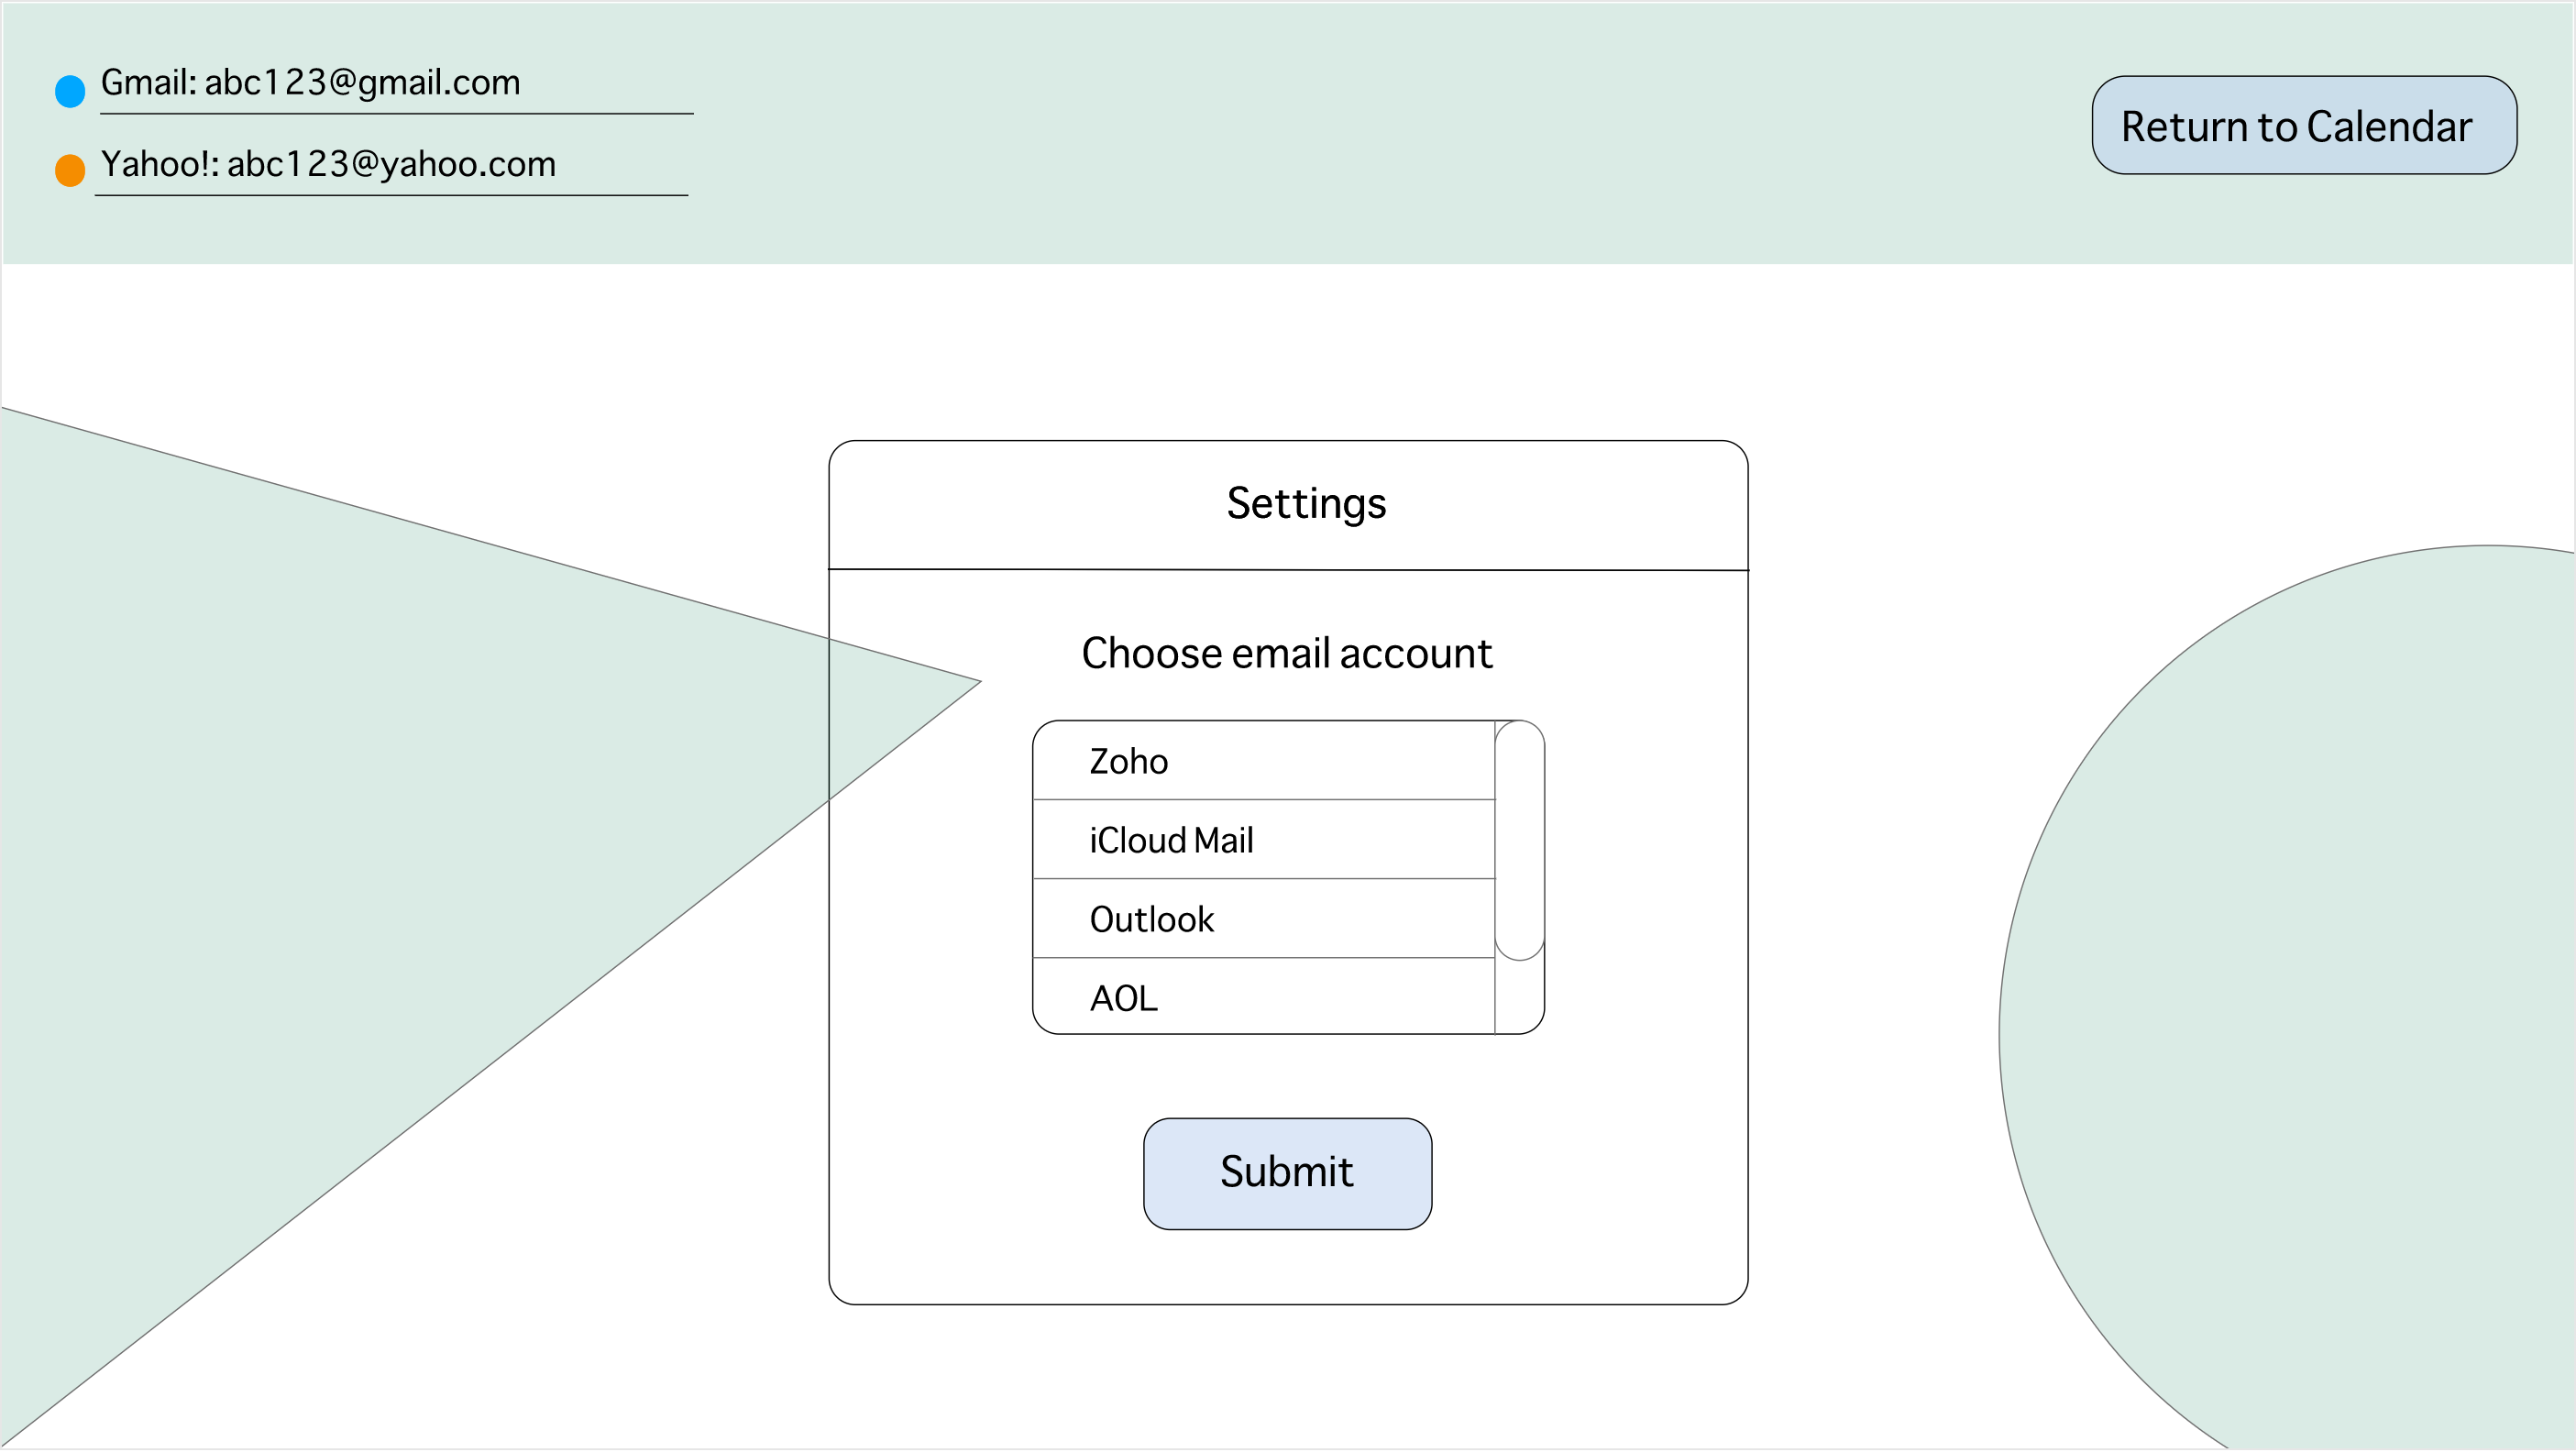 Gmail: abc123@gmail.com
Yahoo!: abc123@yahoo.com
Return to Calendar
Settings
Choose email account
Zoho
iCloud Mail
Outlook
AOL
Submit